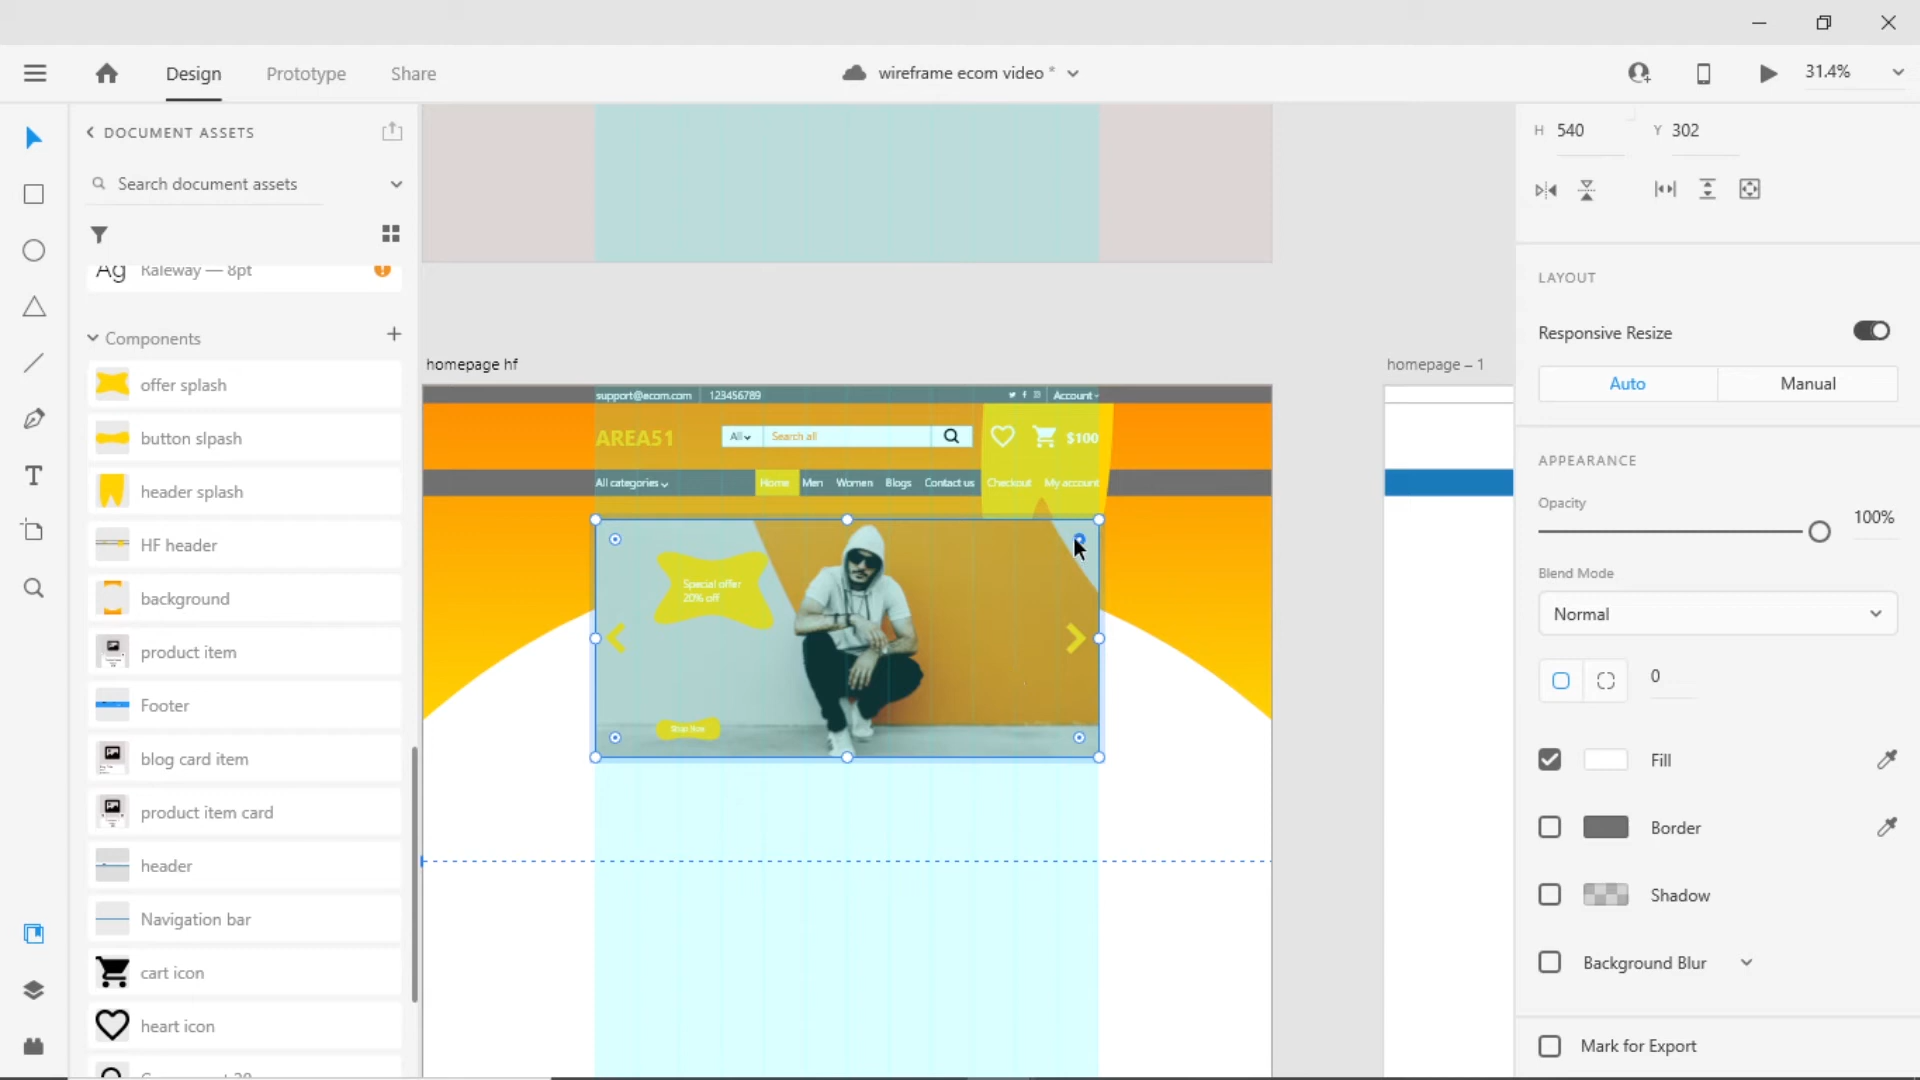 Design
Prototype
Share
wireframe ecom video *
31.4%
DOCUMENT ASSETS
Search document assets
Ag Raleway — 8pt
Components
offer splash
button slpash
header splash
HF header
background
product item
Footer
blog card item
product item card
header
Navigation bar
cart icon
heart icon
homepage hf
homepage – 1
support@ecom.com 123456789 Account
AREA51 All Search all $100
All categories Home Men Women Blogs Contact us Checkout My account
Special offer
20% off
Shop Now
H 540 Y 302
LAYOUT
Responsive Resize
Auto Manual
APPEARANCE
Opacity
100%
Blend Mode
Normal
0
Fill
Border
Shadow
Background Blur
Mark for Export